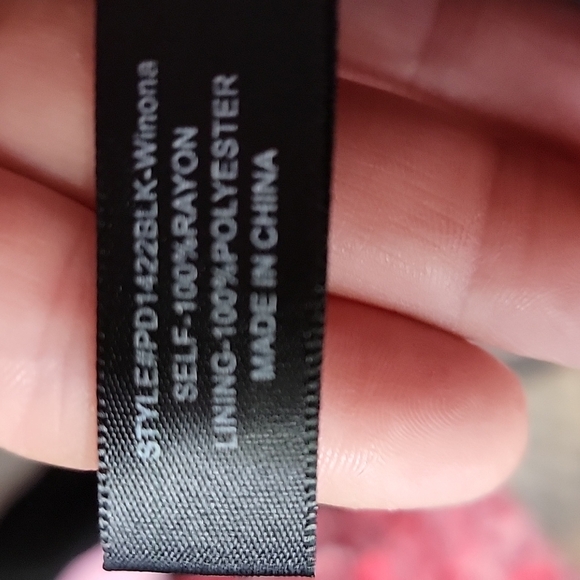 STYLE#PD1422BLK-Winona
SELF-100%RAYON
LINING-100%POLYESTER
MADE IN CHINA